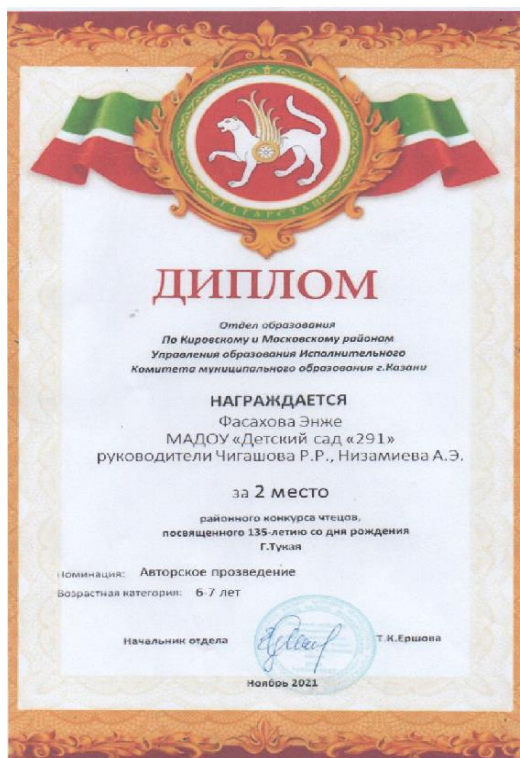 ТАТАРСТАН
ДИПЛОМ
Отдел образования
По Кировскому и Московскому районам
Управления образования Исполнительного
Комитета муниципального образования г.Казани
НАГРАЖДАЕТСЯ
Фасахова Энже
МАДОУ «Детский сад «291»
руководители Чигашова Р.Р., Низамиева А.Э.
за 2 место
районного конкурса чтецов,
посвященного 135-летию со дня рождения
Г.Тукая
Номинация: Авторское прозведение
Возрастная категория: 6-7 лет
Начальник отдела Т.К.Ершова
Ноябрь 2021